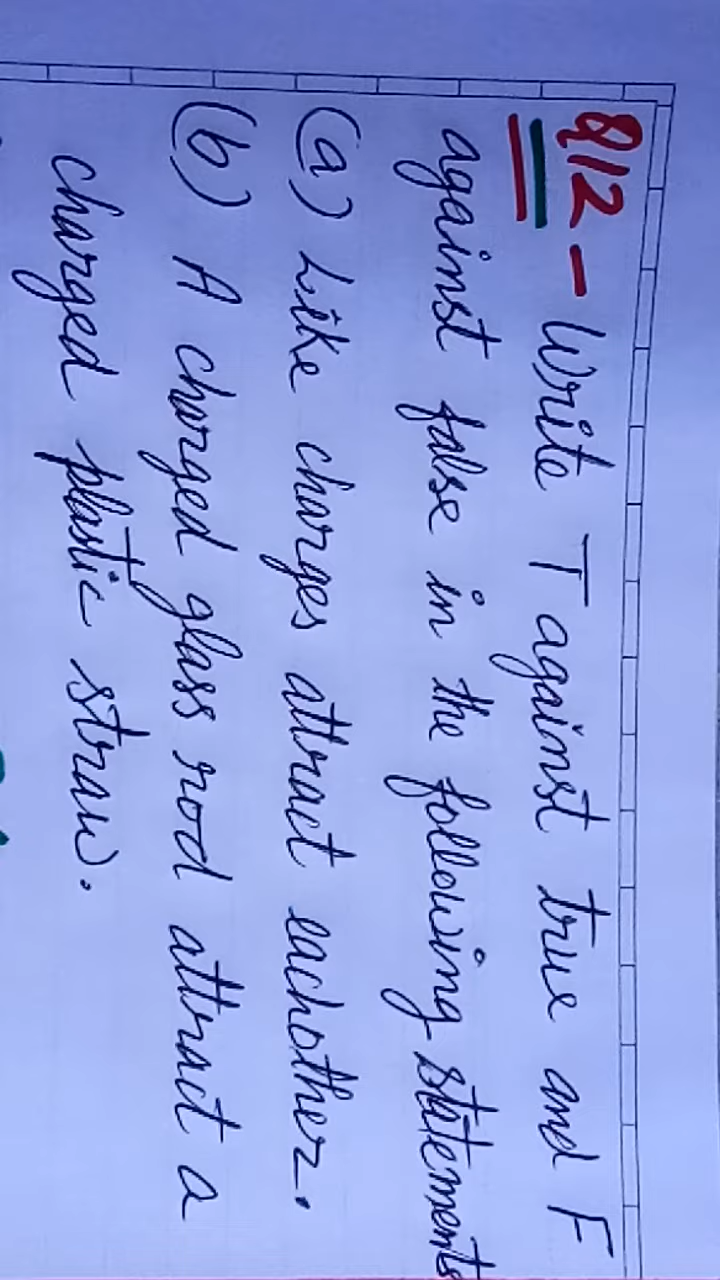 Q12- Write T against true and F
against false in the following statements
(a) Like charges attract eachother.
(b) A charged glass rod attract a
charged plastic straw.